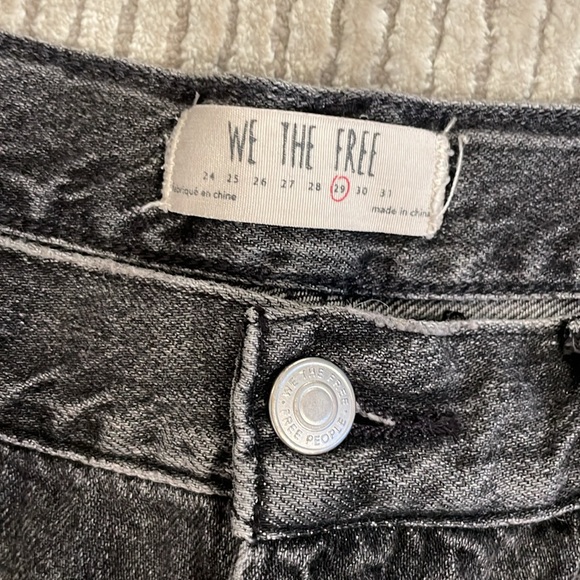 WE THE FREE
24 25 26 27 28 29 30 31
briqué en chine
made in china
· WE THE FREE ·
FREE PEOPLE